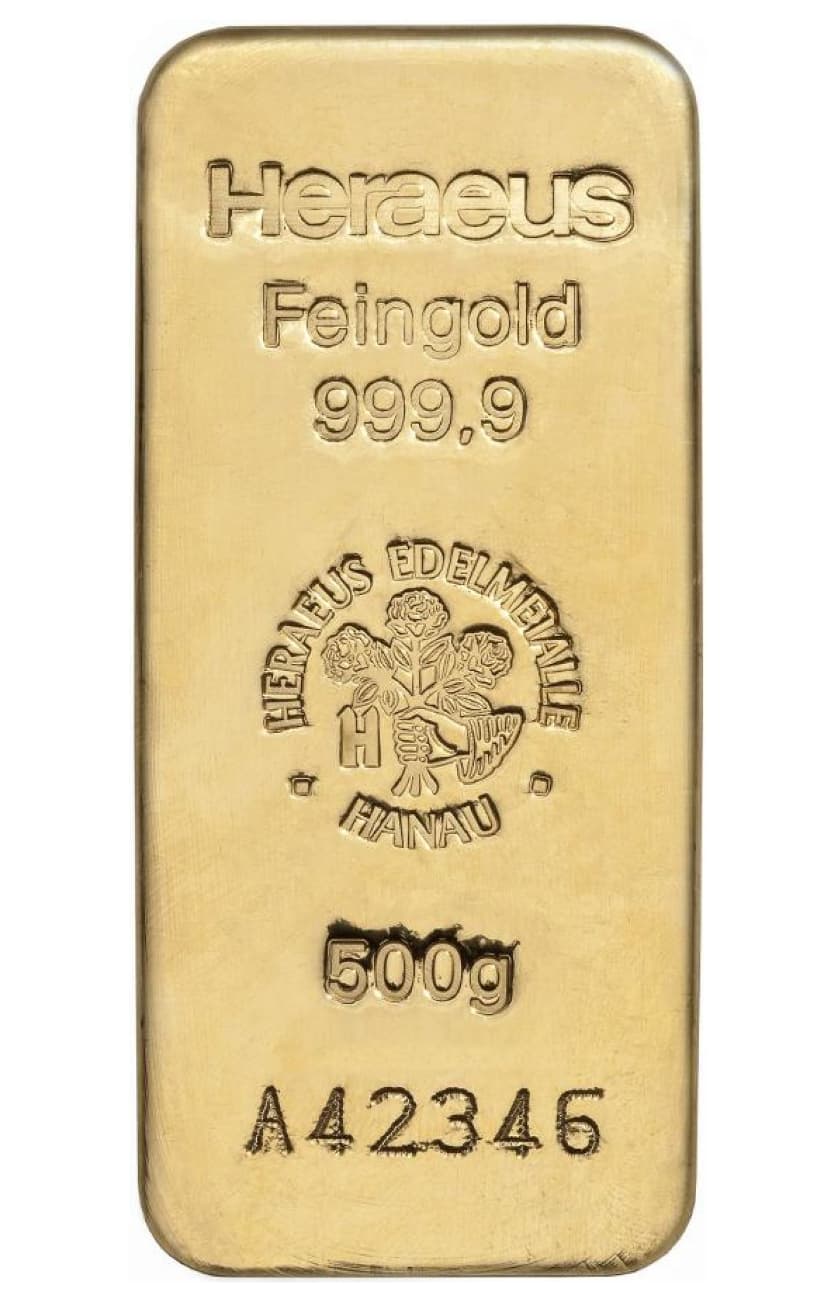 Heraeus
Feingold
999,9
HERAEUS EDELMETALLE
H
HANAU
500g
A42346